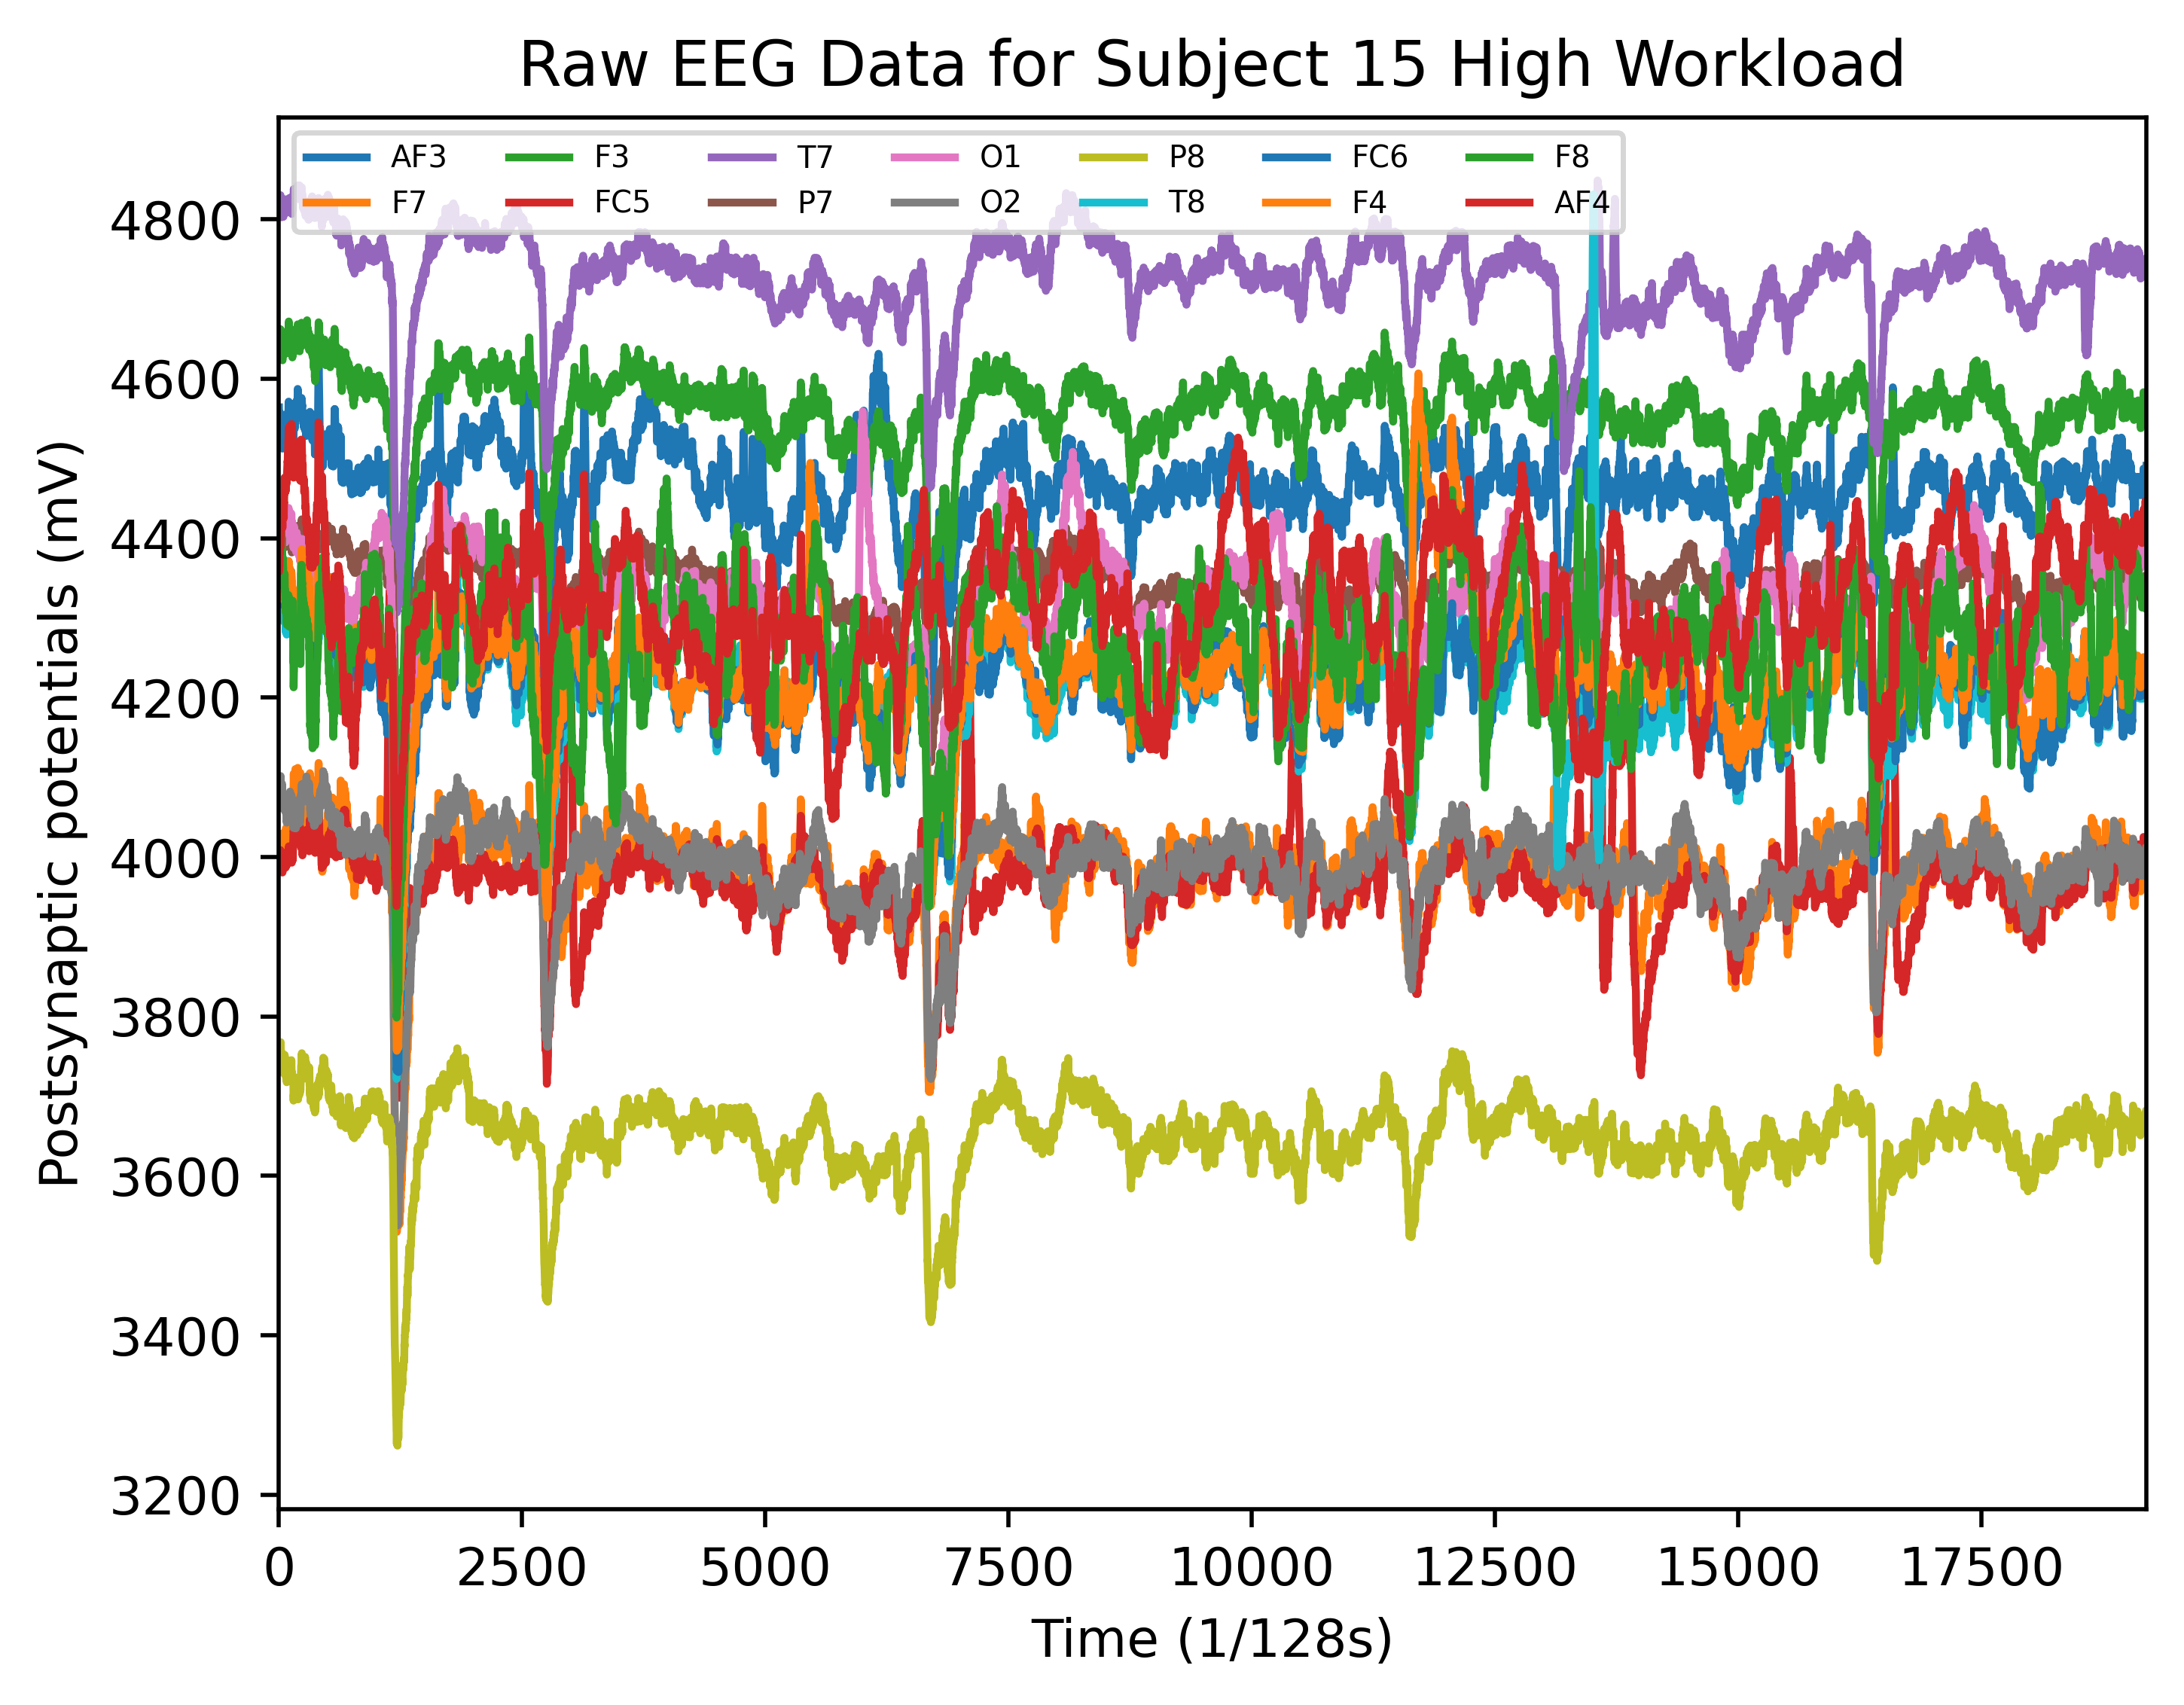 Raw EEG Data for Subject 15 High Workload
AF3 F3 T7 O1 P8 FC6 F8
F7 FC5 P7 O2 T8 F4 AF4
Postsynaptic potentials (mV)
4800
4600
4400
4200
4000
3800
3600
3400
3200
0 2500 5000 7500 10000 12500 15000 17500
Time (1/128s)